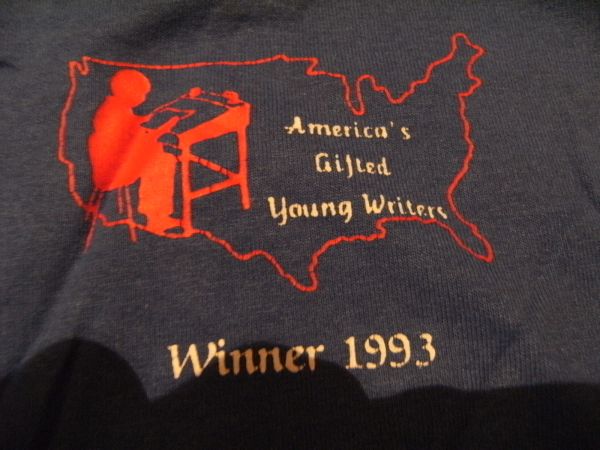 America's
Gifted
Young Writers
Winner 1993